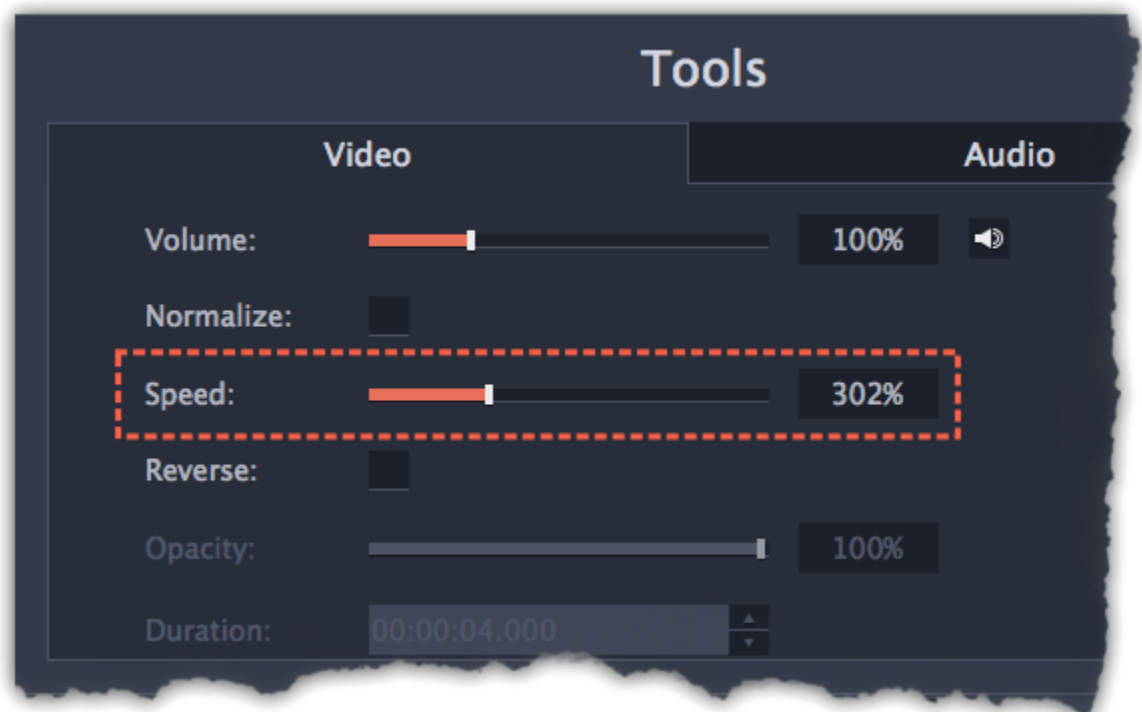 Tools
Video Audio
Volume: 100%
Normalize:
Speed: 302%
Reverse:
Opacity: 100%
Duration: 00:00:04.000